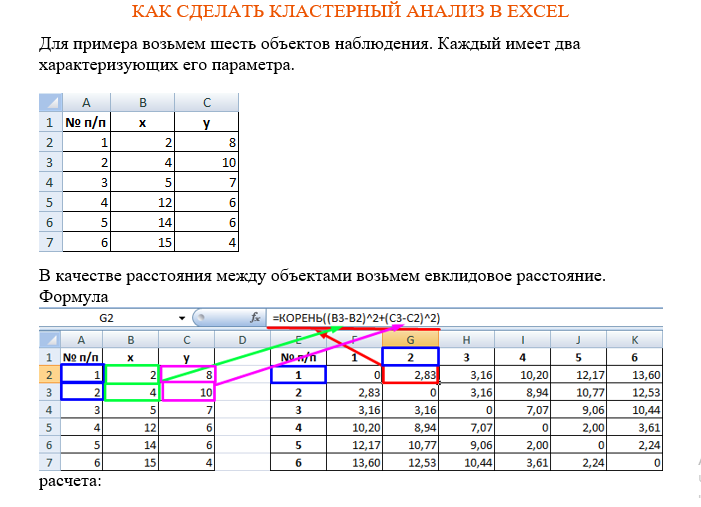 КАК СДЕЛАТЬ КЛАСТЕРНЫЙ АНАЛИЗ В EXCEL
Для примера возьмем шесть объектов наблюдения. Каждый имеет два
характеризующих его параметра.
A B C
1 № п/п x y
2 1 2 8
3 2 4 10
4 3 5 7
5 4 12 6
6 5 14 6
7 6 15 4
В качестве расстояния между объектами возьмем евклидовое расстояние.
Формула
G2 fx =КОРЕНЬ((B3-B2)^2+(C3-C2)^2)
A B C D E F G H I J K
1 № п/п x y № п/п 1 2 3 4 5 6
2 1 2 8 1 0 2,83 3,16 10,20 12,17 13,60
3 2 4 10 2 2,83 0 3,16 8,94 10,77 12,53
4 3 5 7 3 3,16 3,16 0 7,07 9,06 10,44
5 4 12 6 4 10,20 8,94 7,07 0 2,00 3,61
6 5 14 6 5 12,17 10,77 9,06 2,00 0 2,24
7 6 15 4 6 13,60 12,53 10,44 3,61 2,24 0
расчета: